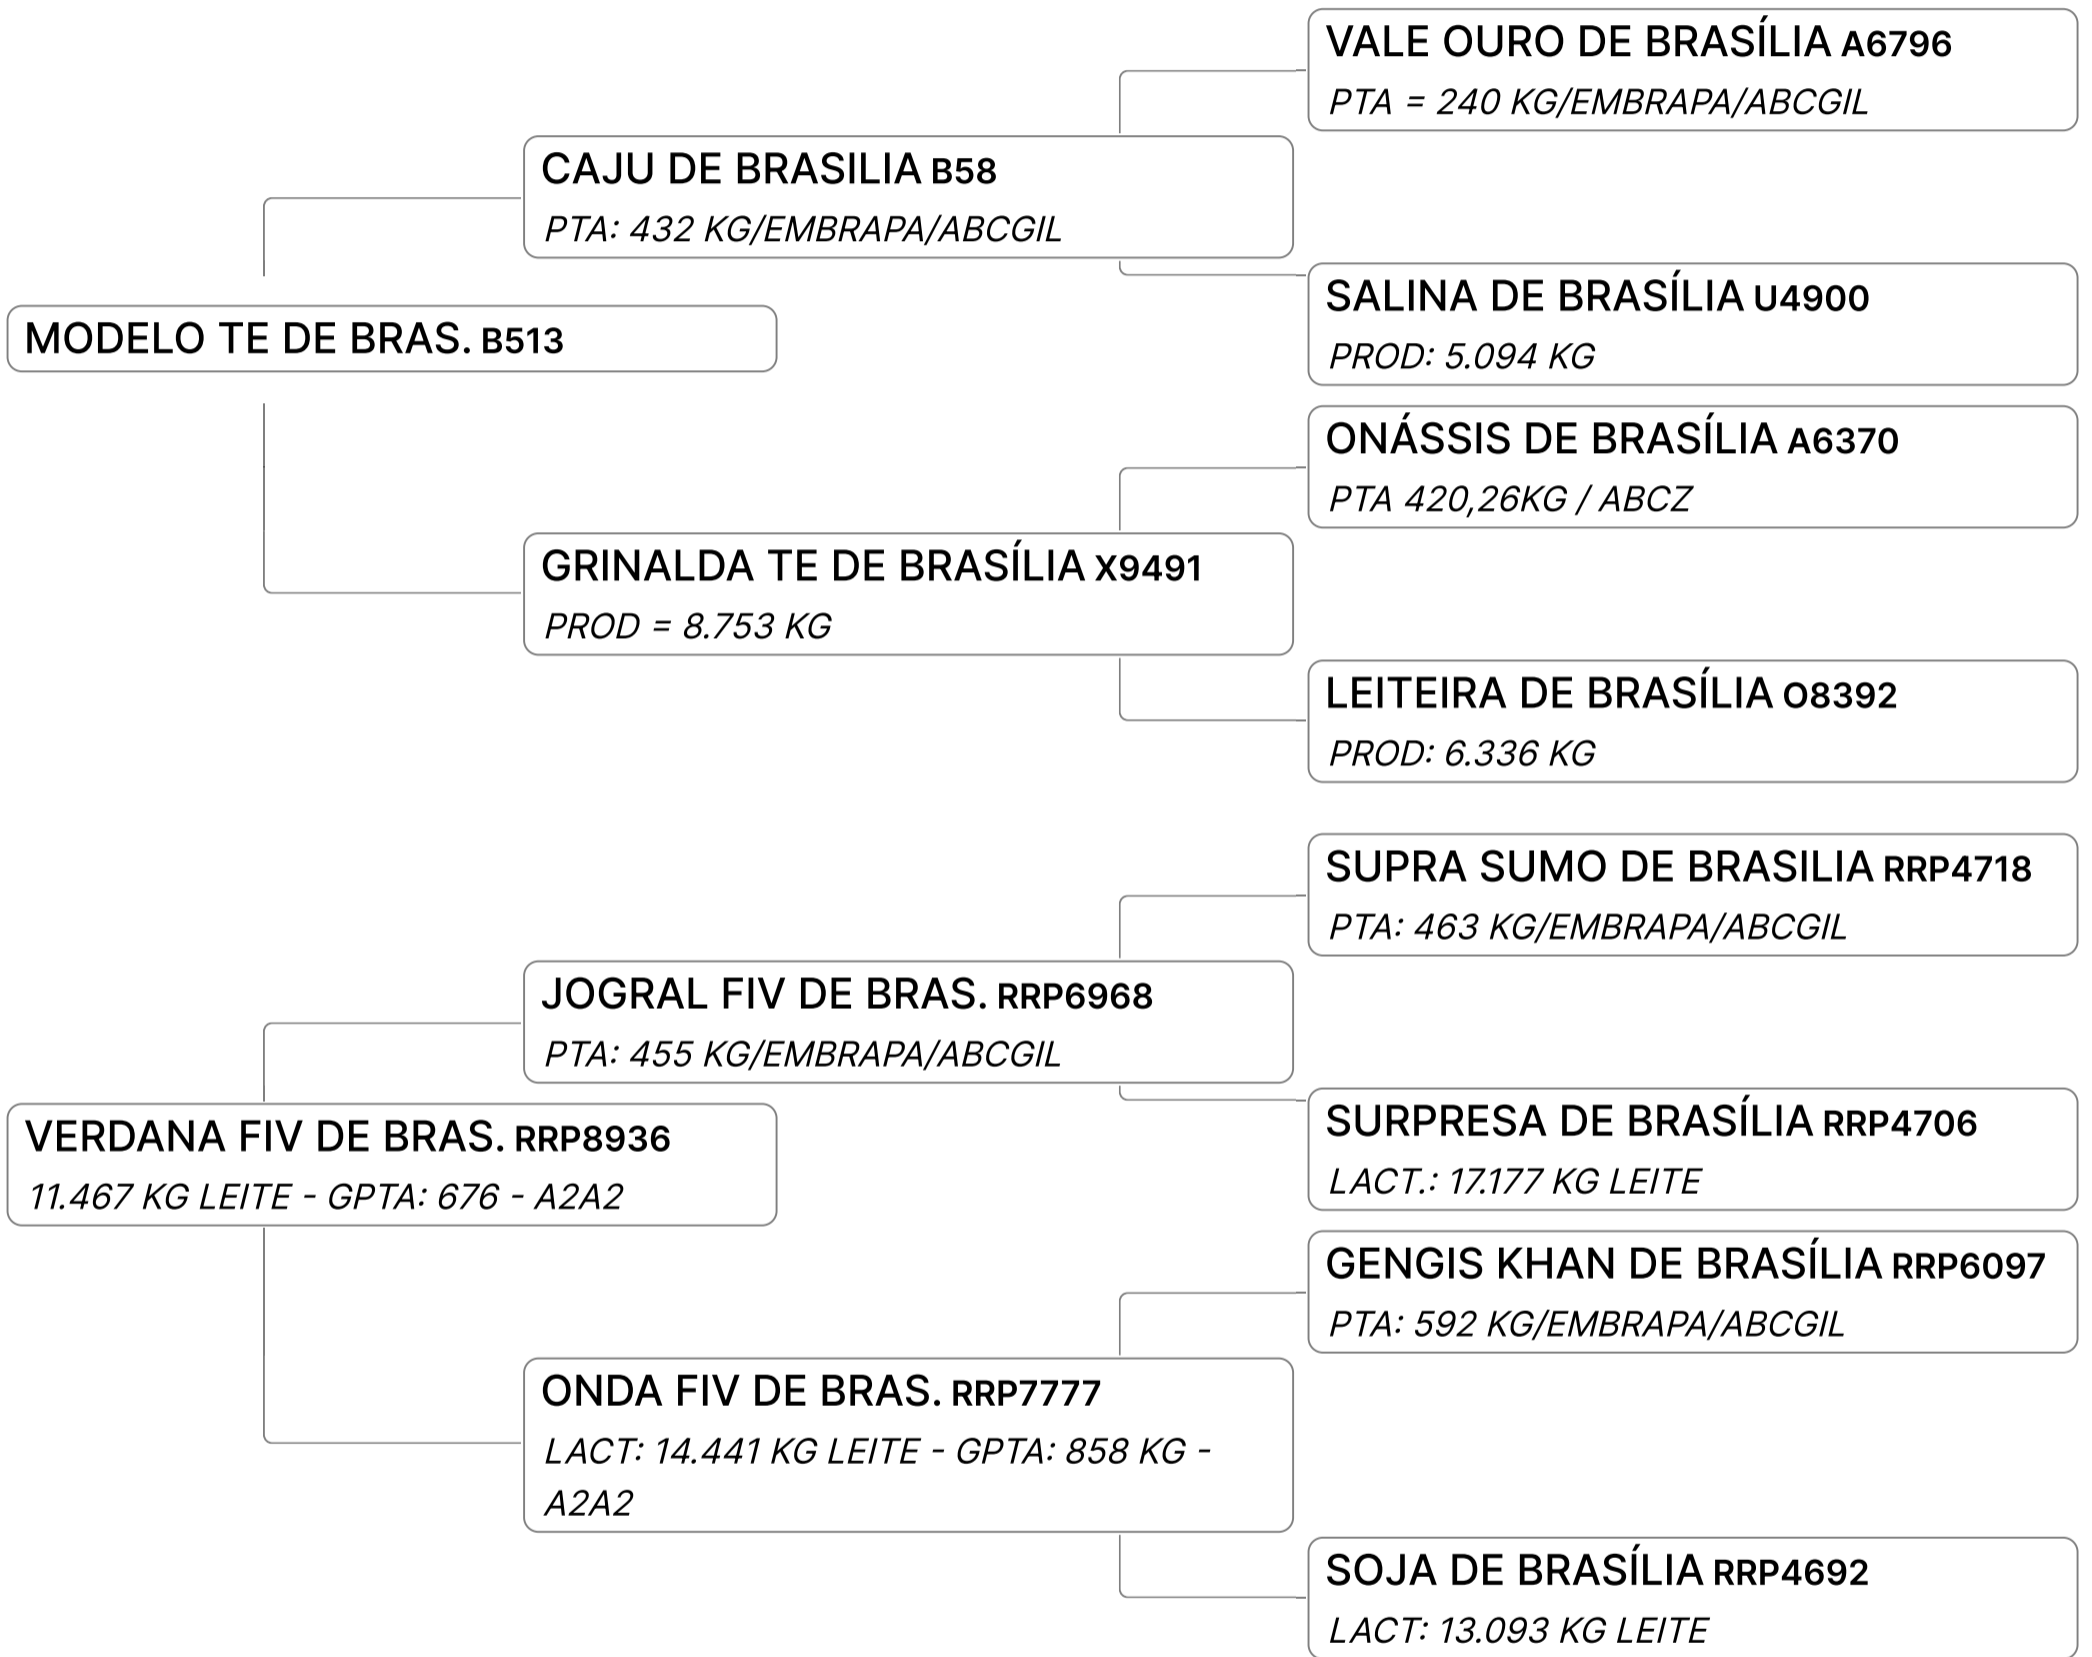 VALE OURO DE BRASÍLIA A6796
PTA = 240 KG/EMBRAPA/ABCGIL
CAJU DE BRASILIA B58
PTA: 432 KG/EMBRAPA/ABCGIL
SALINA DE BRASÍLIA U4900
PROD: 5.094 KG
MODELO TE DE BRAS. B513
ONÁSSIS DE BRASÍLIA A6370
PTA 420,26KG / ABCZ
GRINALDA TE DE BRASÍLIA X9491
PROD = 8.753 KG
LEITEIRA DE BRASÍLIA O8392
PROD: 6.336 KG
SUPRA SUMO DE BRASILIA RRP4718
PTA: 463 KG/EMBRAPA/ABCGIL
JOGRAL FIV DE BRAS. RRP6968
PTA: 455 KG/EMBRAPA/ABCGIL
SURPRESA DE BRASÍLIA RRP4706
LACT.: 17.177 KG LEITE
VERDANA FIV DE BRAS. RRP8936
11.467 KG LEITE - GPTA: 676 - A2A2
GENGIS KHAN DE BRASÍLIA RRP6097
PTA: 592 KG/EMBRAPA/ABCGIL
ONDA FIV DE BRAS. RRP7777
LACT: 14.441 KG LEITE - GPTA: 858 KG -
A2A2
SOJA DE BRASÍLIA RRP4692
LACT: 13.093 KG LEITE